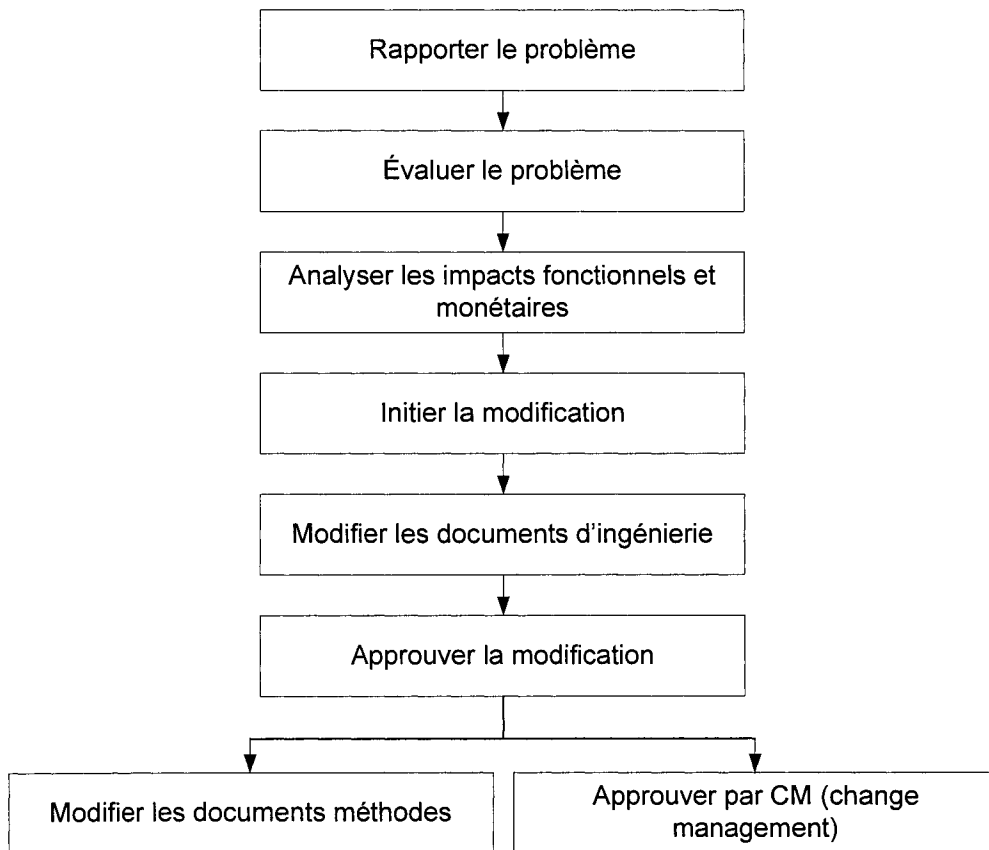 Rapporter le problème
Évaluer le problème
Analyser les impacts fonctionnels et
monétaires
Initier la modification
Modifier les documents d'ingénierie
Approuver la modification
Modifier les documents méthodes
Approuver par CM (change
management)